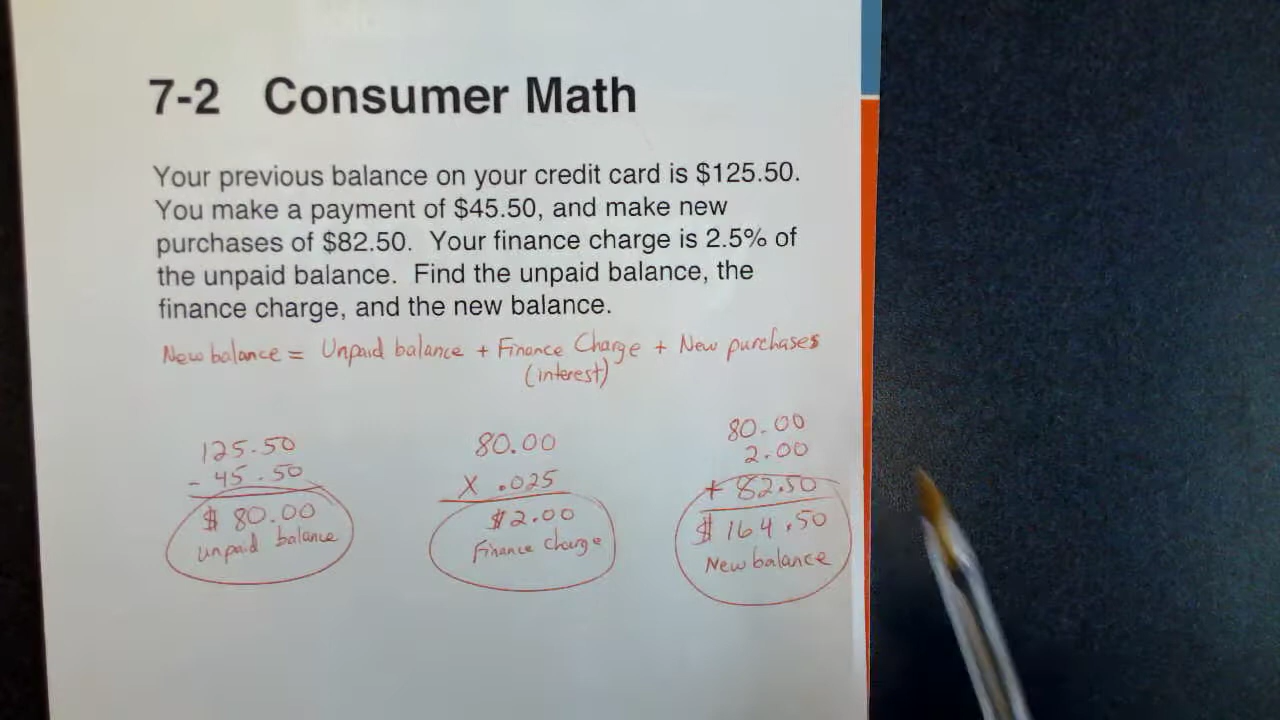 7-2 Consumer Math
Your previous balance on your credit card is $125.50.
You make a payment of $45.50, and make new
purchases of $82.50. Your finance charge is 2.5% of
the unpaid balance. Find the unpaid balance, the
finance charge, and the new balance.
New balance = Unpaid balance + Finance Charge + New purchases
(interest)
125.50
- 45.50
$ 80.00
unpaid balance
80.00
X .025
$2.00
Finance charge
80.00
2.00
+ 82.50
$164.50
New balance